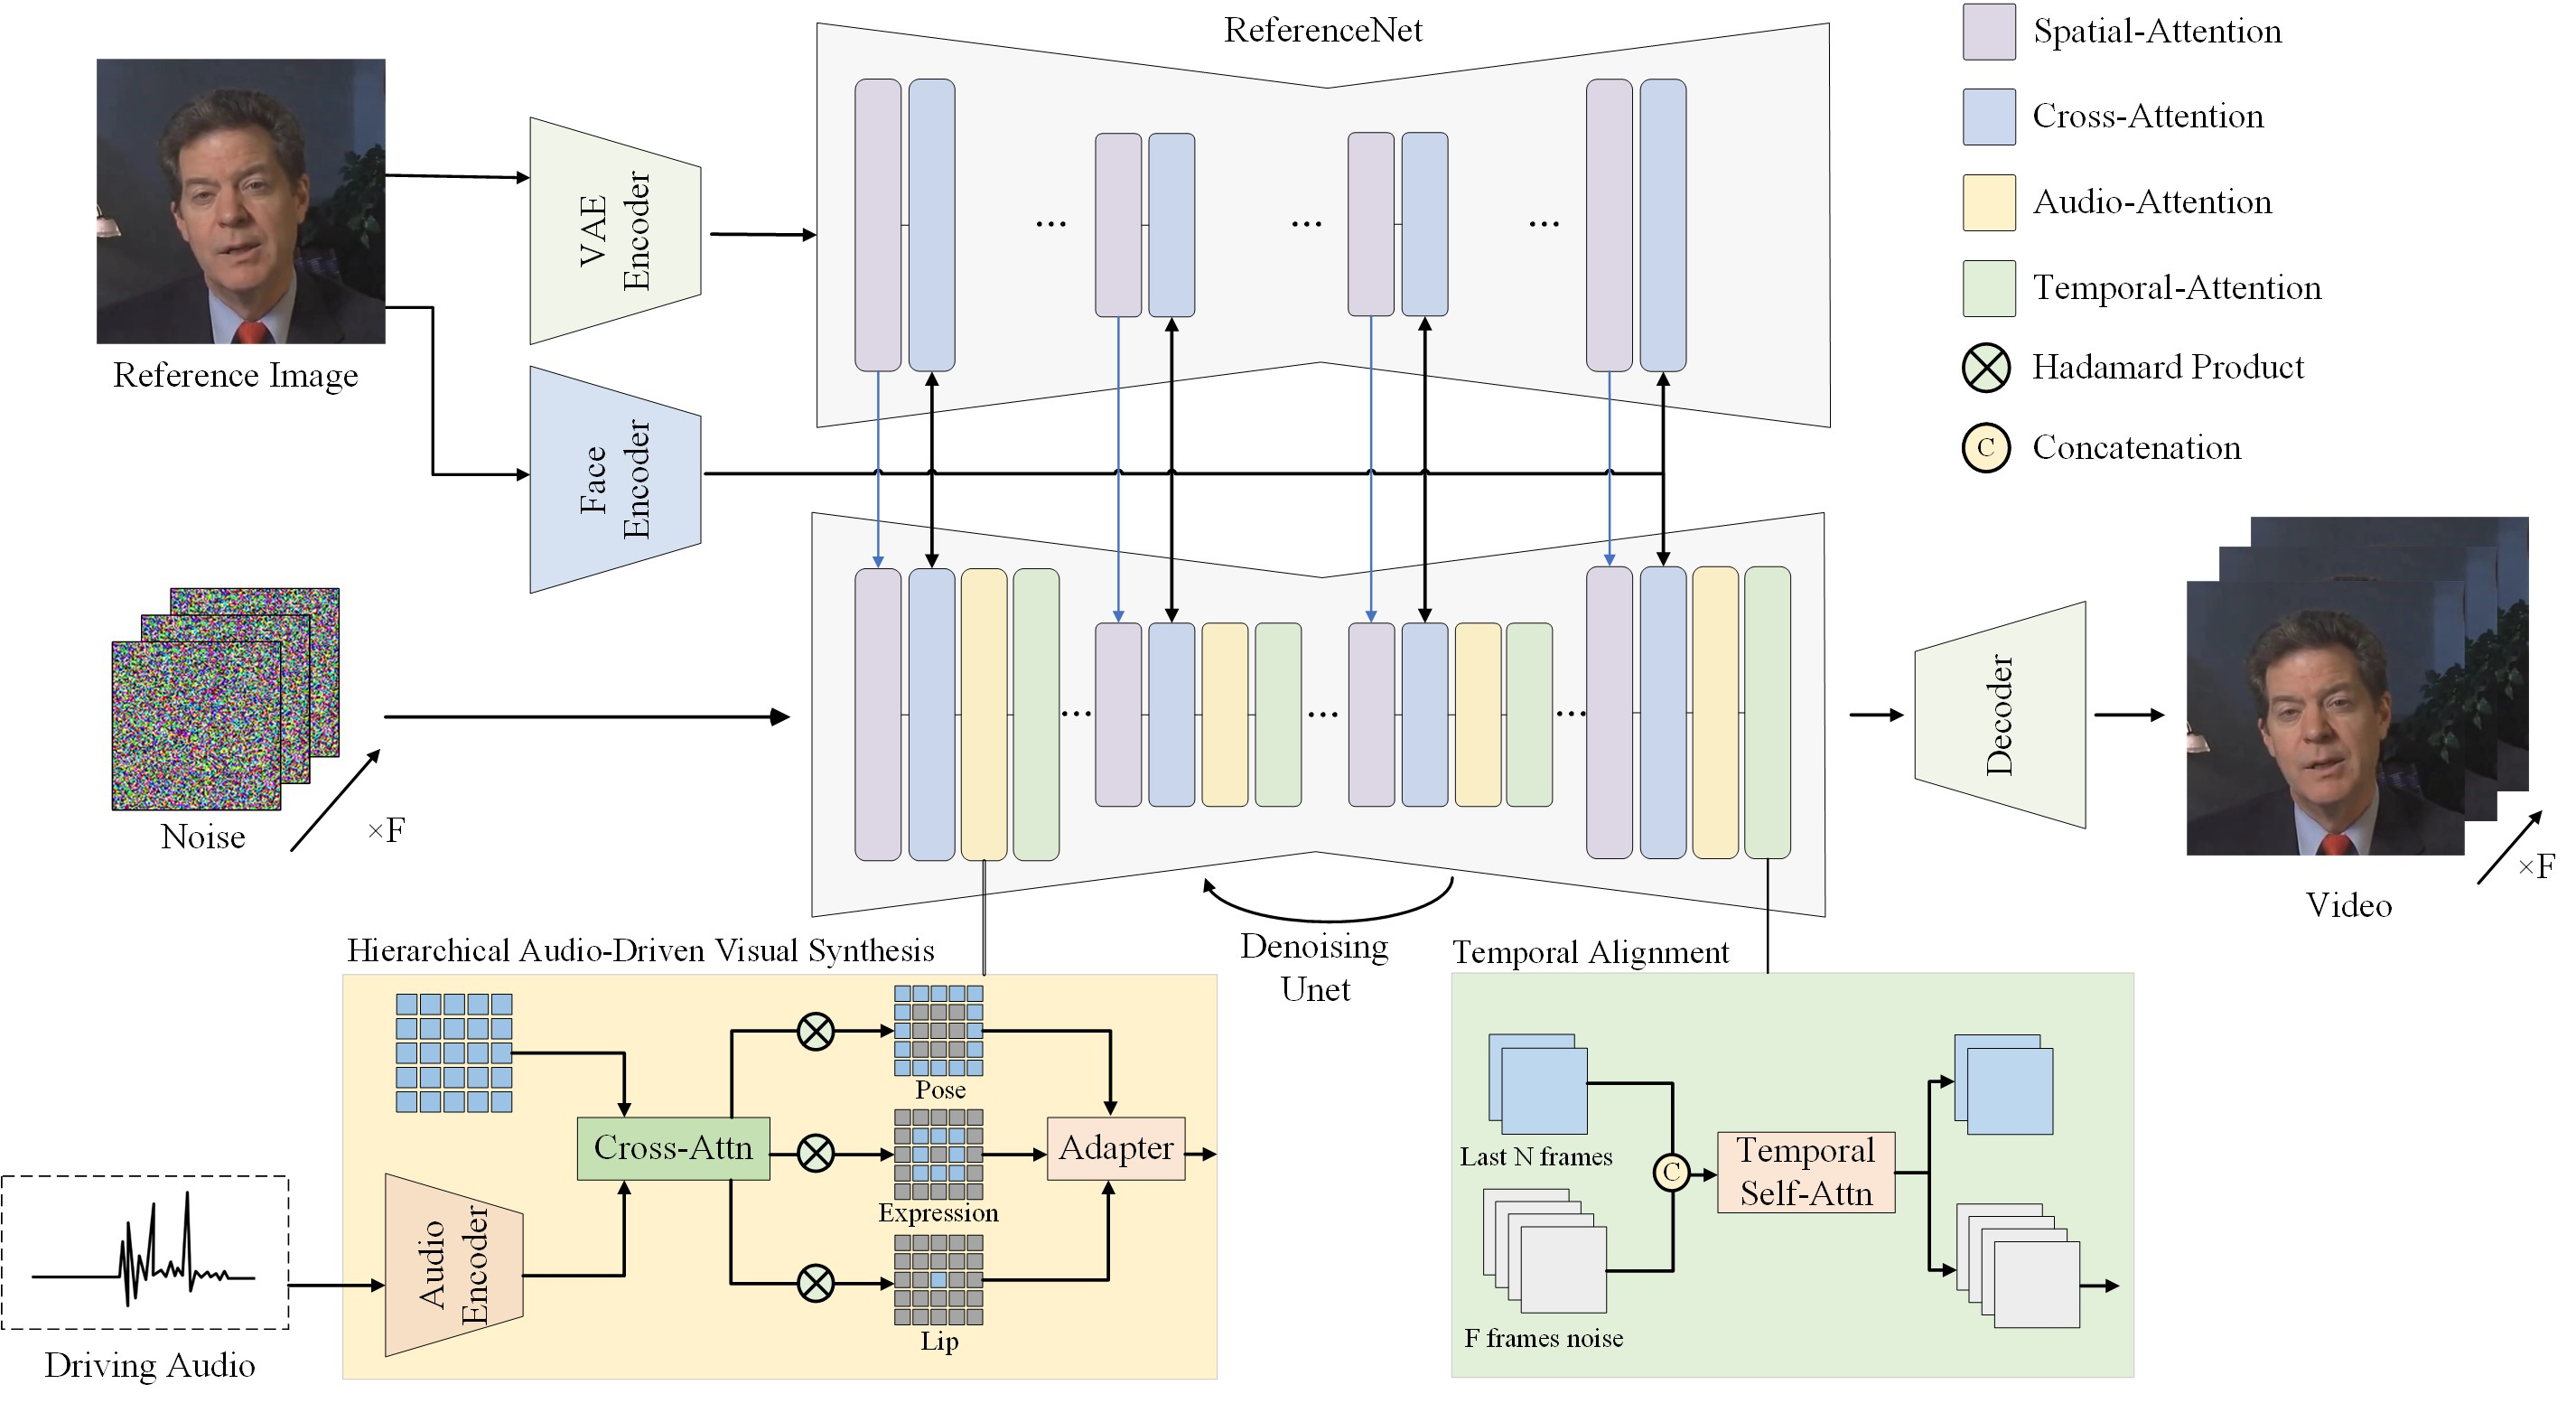 ReferenceNet
Spatial-Attention
Cross-Attention
Audio-Attention
Temporal-Attention
Hadamard Product
C
Concatenation
Reference Image
VAE
Encoder
Face
Encoder
Noise
×F
Decoder
Video
×F
Denoising
Unet
Hierarchical Audio-Driven Visual Synthesis
Cross-Attn
Pose
Expression
Lip
Adapter
Audio
Encoder
Driving Audio
Temporal Alignment
Last N frames
C
Temporal
Self-Attn
F frames noise
...
...
...
...
...
...